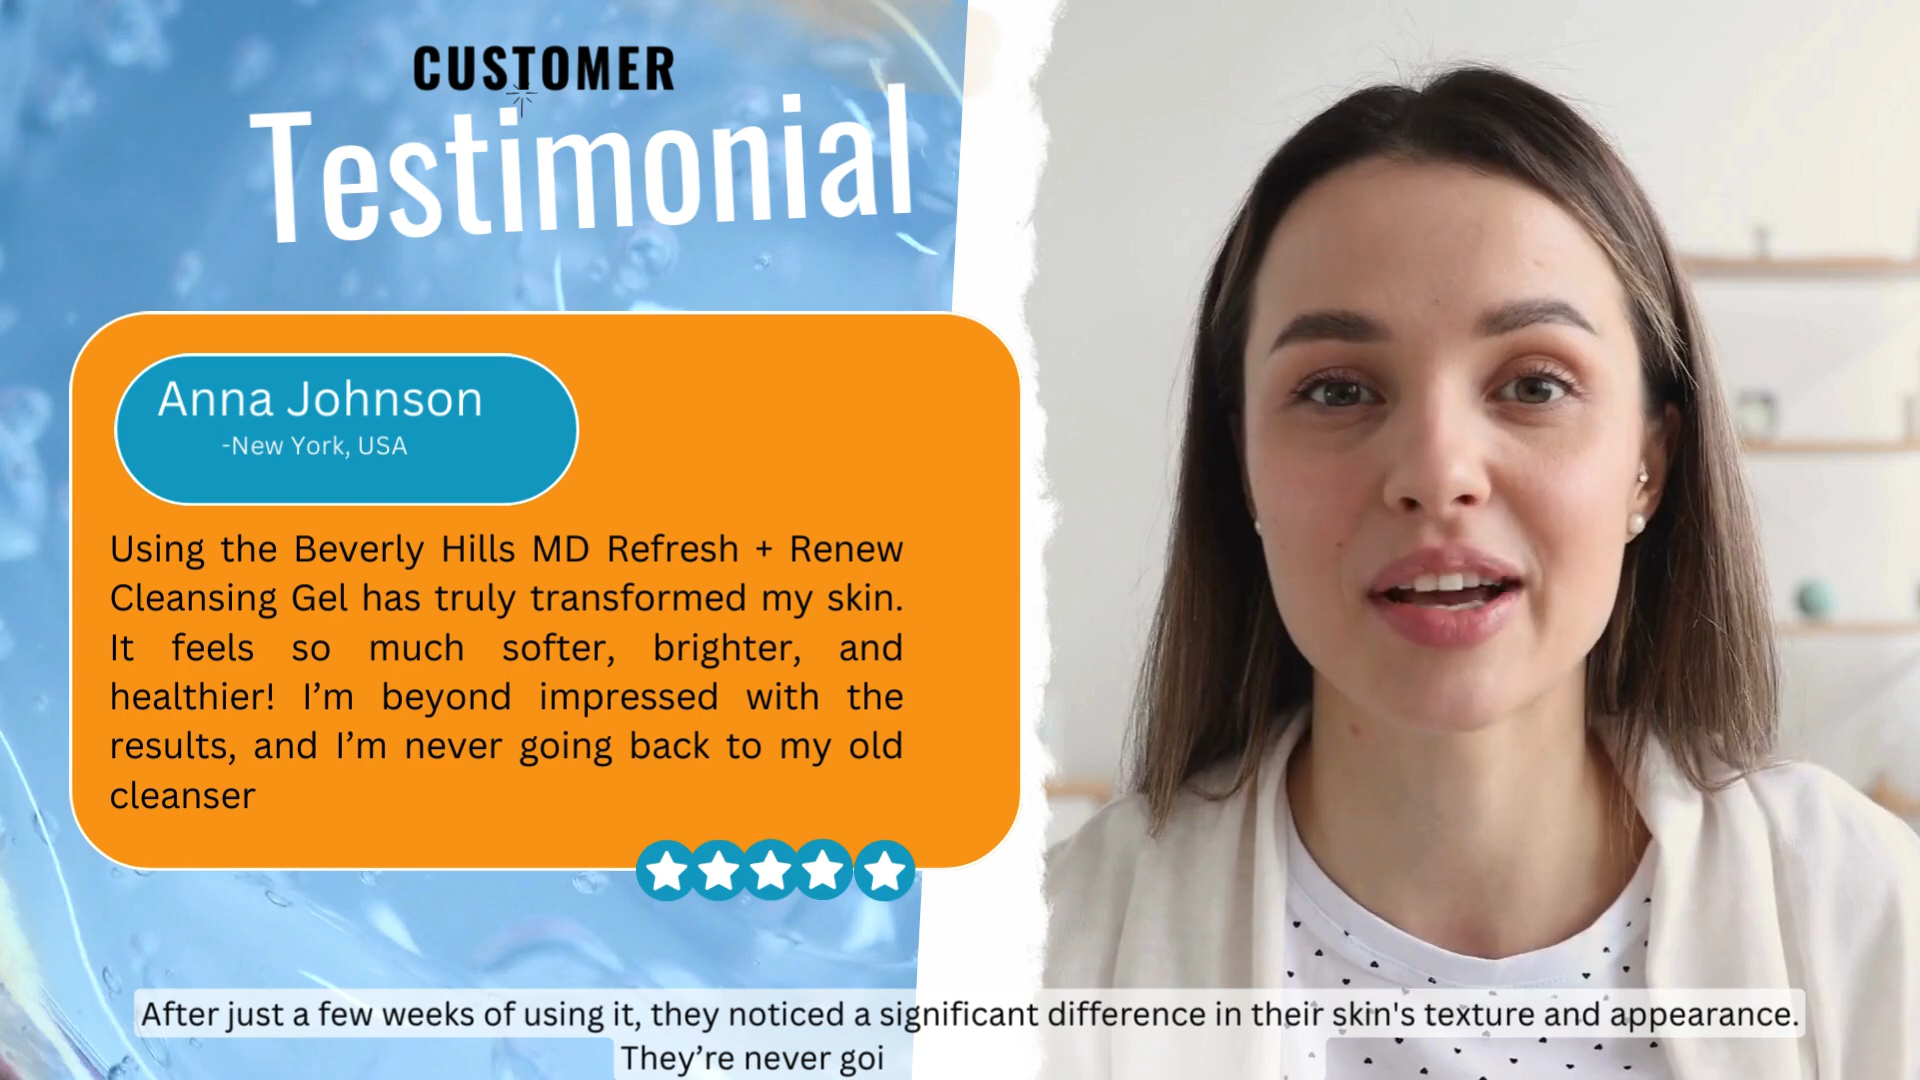 CUSTOMER
Testimonial
Anna Johnson
-New York, USA
Using the Beverly Hills MD Refresh + Renew
Cleansing Gel has truly transformed my skin.
It feels so much softer, brighter, and
healthier! I’m beyond impressed with the
results, and I’m never going back to my old
cleanser
After just a few weeks of using it, they noticed a significant difference in their skin's texture and appearance.
They’re never goi